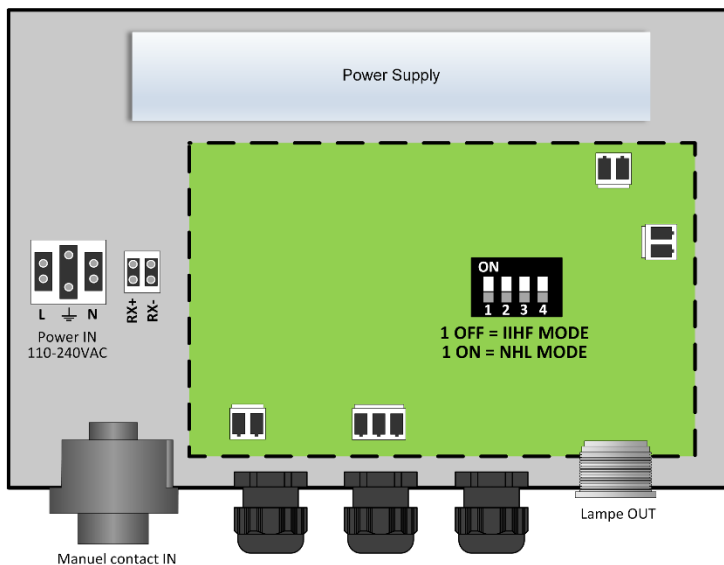 Power Supply
ON
1 2 3 4
1 OFF = IIHF MODE
1 ON = NHL MODE
L N
RX+
RX-
Power IN
110-240VAC
Lampe OUT
Manuel contact IN